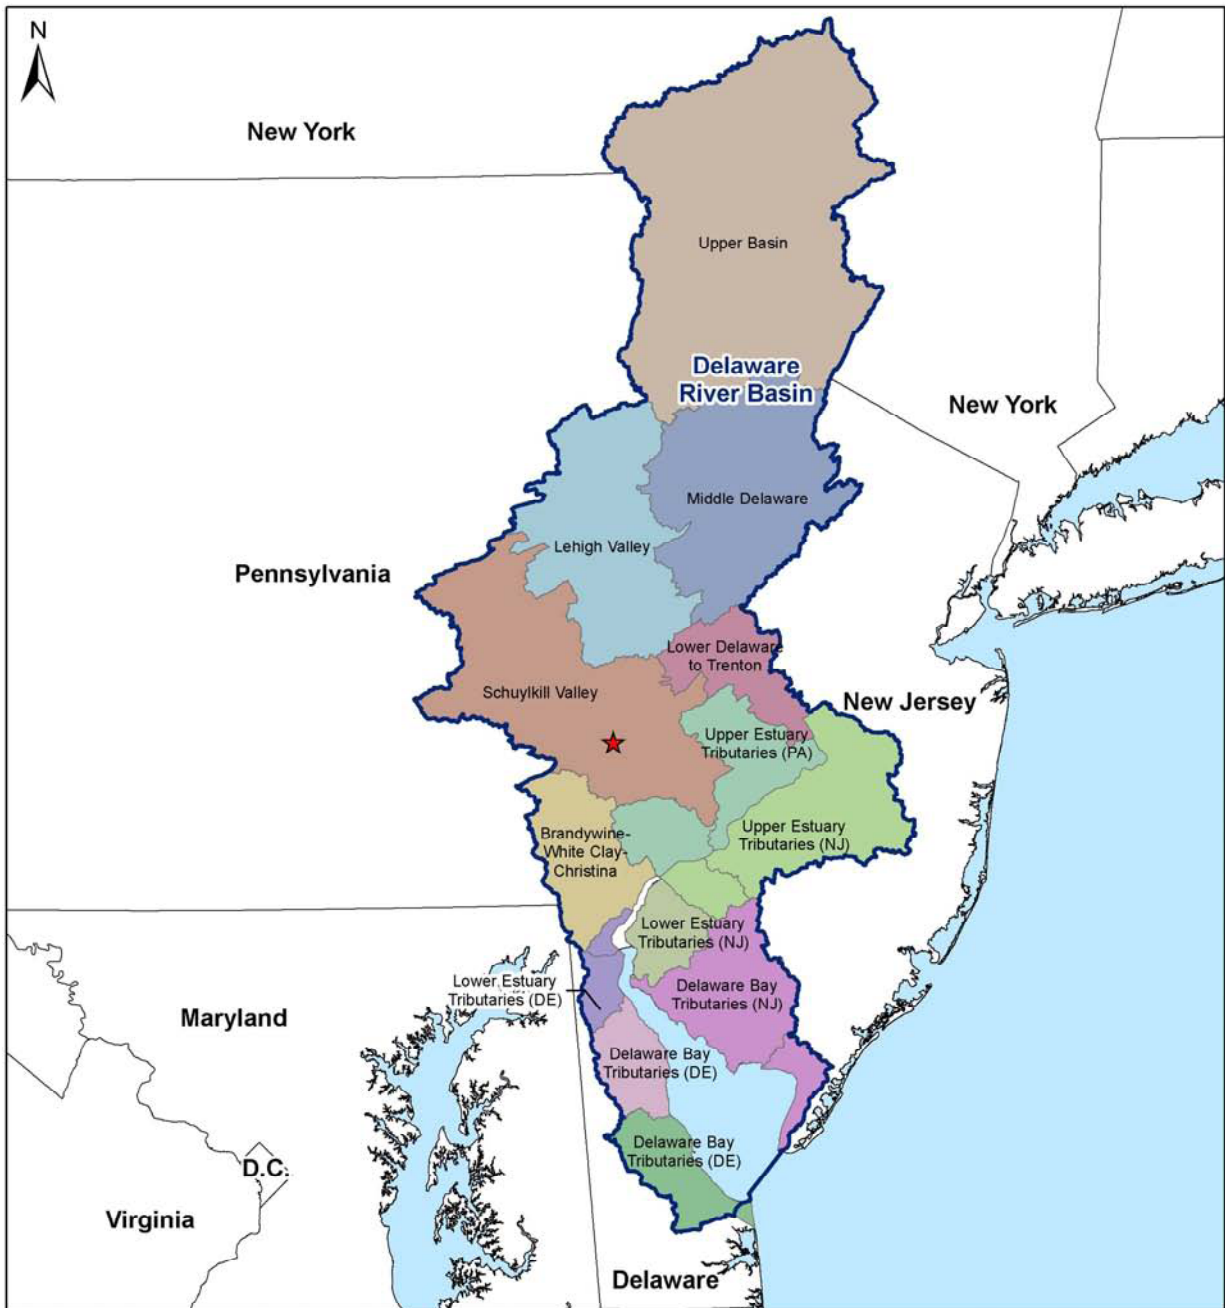 N
New York
Upper Basin
Delaware
River Basin
New York
Middle Delaware
Lehigh Valley
Pennsylvania
Lower Delaware
to Trenton
Schuylkill Valley
New Jersey
Upper Estuary
Tributaries (PA)
Upper Estuary
Tributaries (NJ)
Brandywine-
White Clay-
Christina
Lower Estuary
Tributaries (NJ)
Lower Estuary
Tributaries (DE)
Delaware Bay
Tributaries (NJ)
Maryland
Delaware Bay
Tributaries (DE)
Delaware Bay
Tributaries (DE)
D.C.
Virginia
Delaware